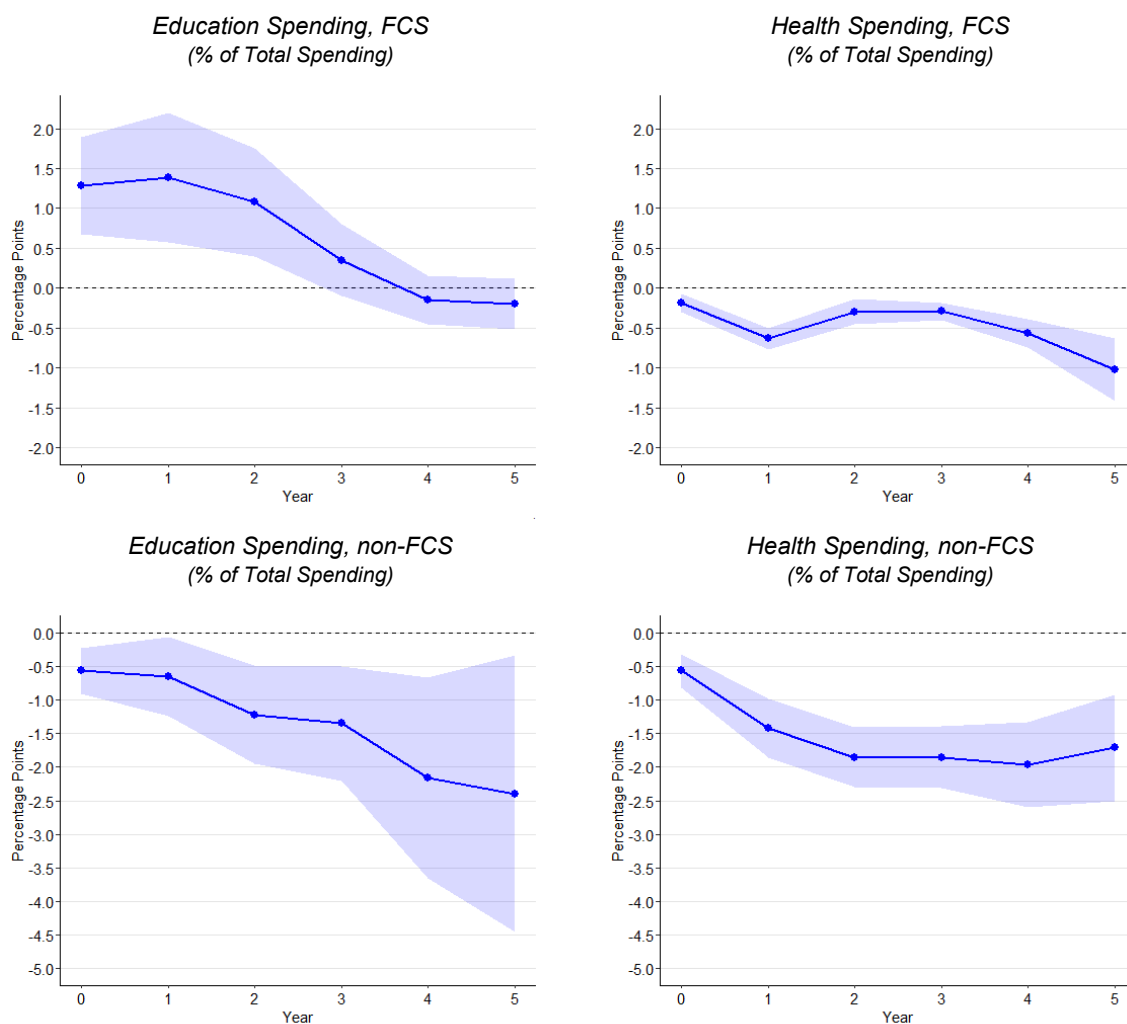 Education Spending, FCS
(% of Total Spending)
Percentage Points
2.0
1.5
1.0
0.5
0.0
-0.5
-1.0
-1.5
-2.0
0 1 2 3 4 5
Year
Health Spending, FCS
(% of Total Spending)
Percentage Points
2.0
1.5
1.0
0.5
0.0
-0.5
-1.0
-1.5
-2.0
0 1 2 3 4 5
Year
Education Spending, non-FCS
(% of Total Spending)
Percentage Points
0.0
-0.5
-1.0
-1.5
-2.0
-2.5
-3.0
-3.5
-4.0
-4.5
-5.0
0 1 2 3 4 5
Year
Health Spending, non-FCS
(% of Total Spending)
Percentage Points
0.0
-0.5
-1.0
-1.5
-2.0
-2.5
-3.0
-3.5
-4.0
-4.5
-5.0
0 1 2 3 4 5
Year